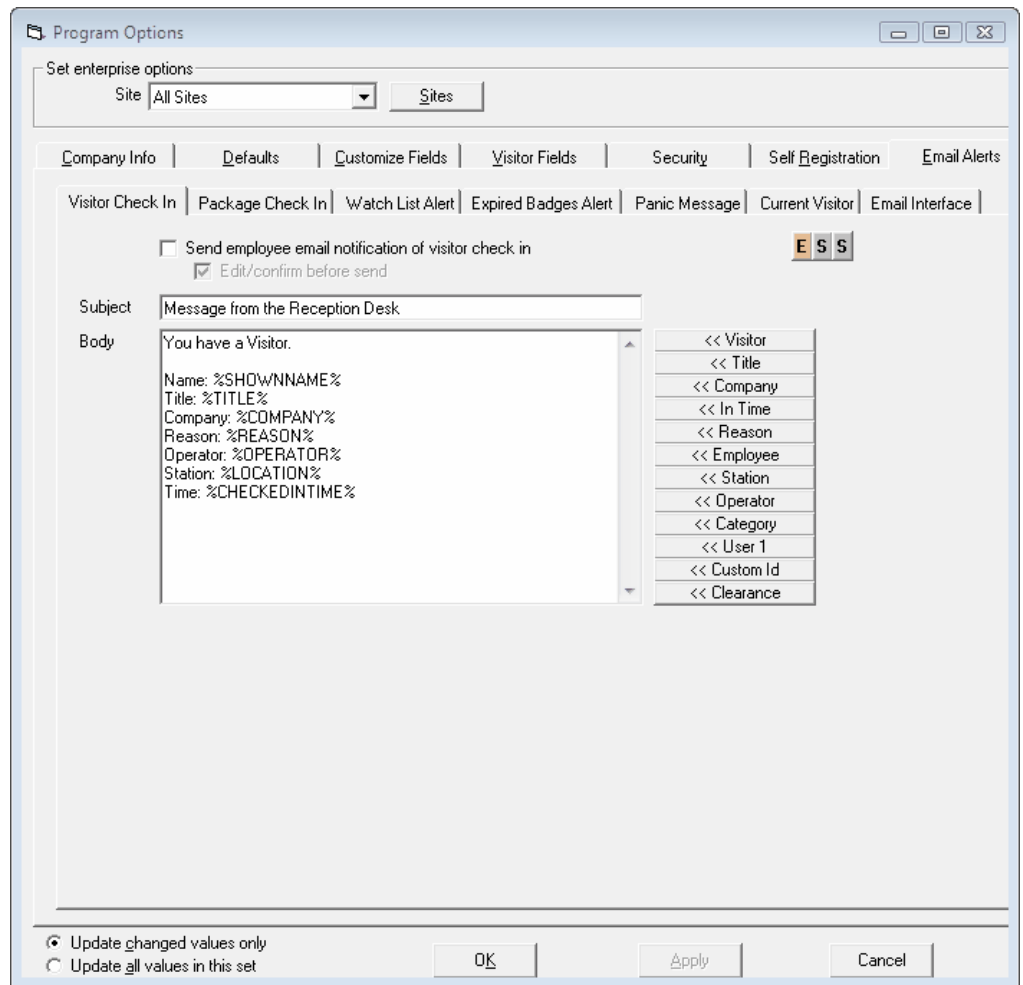 Program Options
Set enterprise options
Site All Sites Sites
Company Info Defaults Customize Fields Visitor Fields Security Self Registration Email Alerts
Visitor Check In Package Check In Watch List Alert Expired Badges Alert Panic Message Current Visitor Email Interface
Send employee email notification of visitor check in E S S
Edit/confirm before send
Subject Message from the Reception Desk
Body You have a Visitor.
Name: %SHOWNNAME%
Title: %TITLE%
Company: %COMPANY%
Reason: %REASON%
Operator: %OPERATOR%
Station: %LOCATION%
Time: %CHECKEDINTIME%
<< Visitor
<< Title
<< Company
<< In Time
<< Reason
<< Employee
<< Station
<< Operator
<< Category
<< User 1
<< Custom Id
<< Clearance
Update changed values only
Update all values in this set
OK Apply Cancel